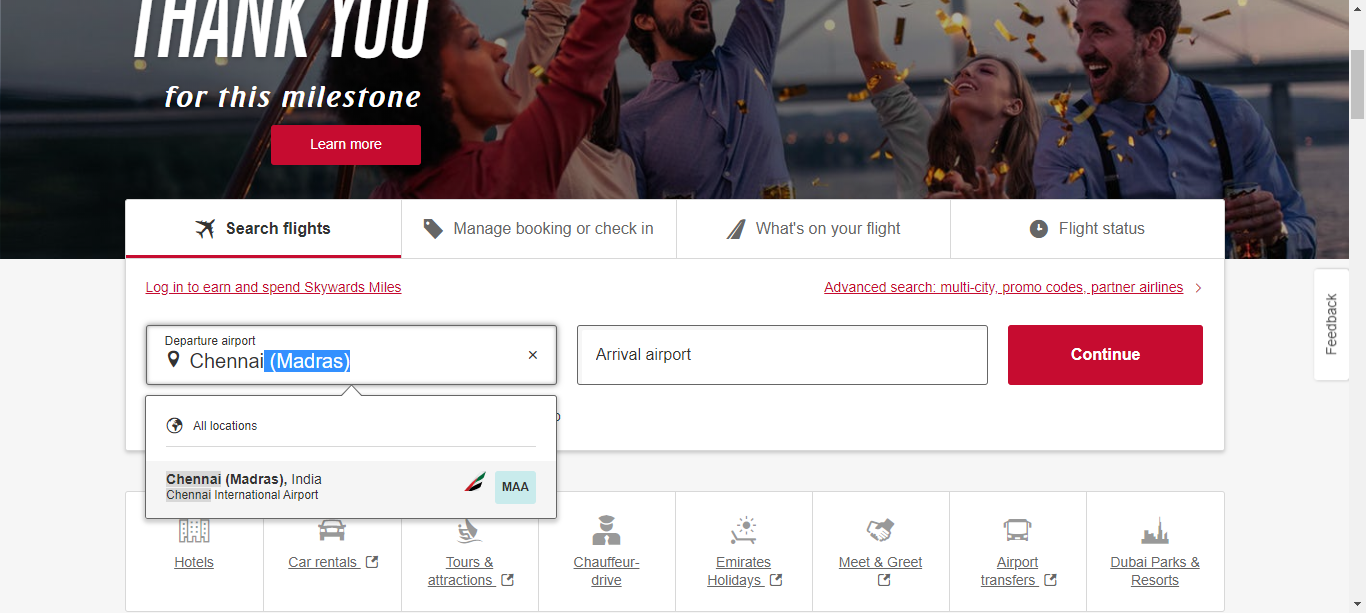 THANK YOU
for this milestone
Learn more
Search flights
Manage booking or check in
What's on your flight
Flight status
Log in to earn and spend Skywards Miles
Advanced search: multi-city, promo codes, partner airlines
Feedback
Departure airport
Chennai (Madras)
Arrival airport
Continue
All locations
Chennai (Madras), India
Chennai International Airport
MAA
Hotels
Car rentals
Tours &
attractions
Chauffeur-
drive
Emirates
Holidays
Meet & Greet
Airport
transfers
Dubai Parks &
Resorts